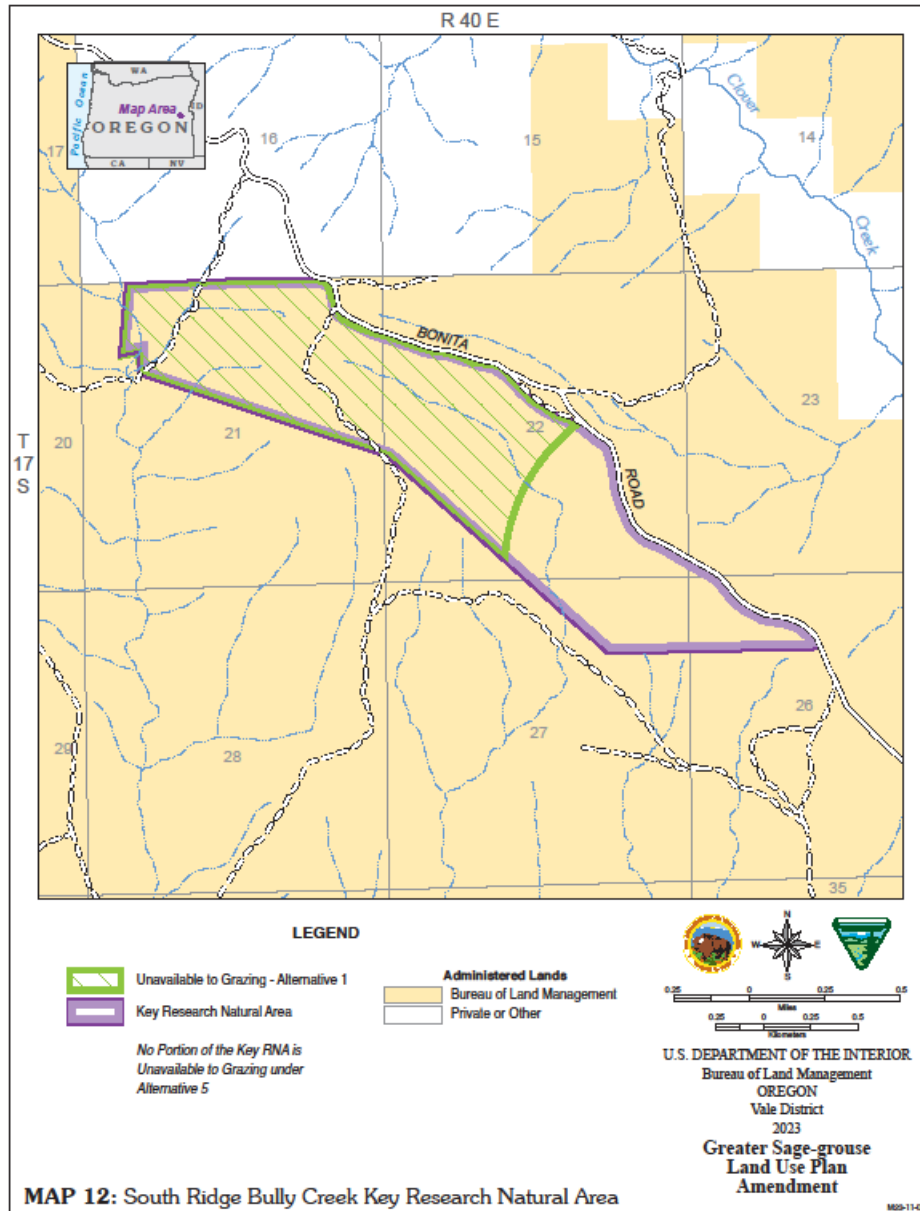 R 40 E
WA
Pacific Ocean
Map Area
OREGON
CA
NV
17
16
15
14
Clover
Creek
BONITA
ROAD
T
17
S
20
21
22
23
29
28
27
26
35
LEGEND
Unavailable to Grazing - Alternative 1
Key Research Natural Area
No Portion of the Key RNA is
Unavailable to Grazing under
Alternative 5
Administered Lands
Bureau of Land Management
Private or Other
N
W E
S
0.25 0 0.25 0.5
Miles
0.25 0 0.25 0.5
Kilometers
U.S. DEPARTMENT OF THE INTERIOR
Bureau of Land Management
OREGON
Vale District
2023
Greater Sage-grouse
Land Use Plan
Amendment
MAP 12: South Ridge Bully Creek Key Research Natural Area